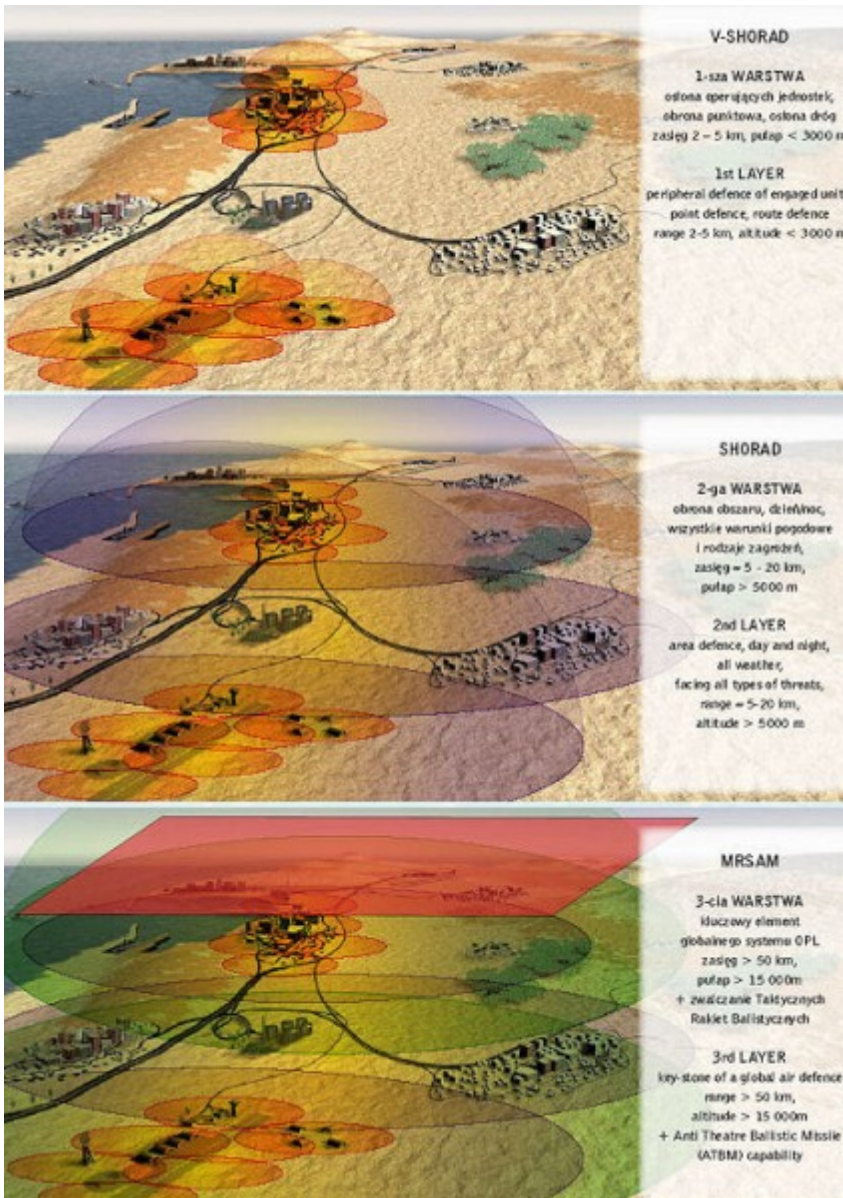 V-SHORAD
1-sza WARSTWA
osłona operujących jednostek,
obrona punktowa, osłona dróg
zasięg 2 – 5 km, pułap < 3000 m
1st LAYER
peripheral defence of engaged unit
point defence, route defence
range 2-5 km, altitude < 3000 m
SHORAD
2-ga WARSTWA
obrona obszaru, dzień/noc,
wszystkie warunki pogodowe
i rodzaje zagrożeń,
zasięg = 5 - 20 km,
pułap > 5000 m
2nd LAYER
area defence, day and night,
all weather,
facing all types of threats,
range = 5-20 km,
altitude > 5000 m
MRSAM
3-cia WARSTWA
kluczowy element
globalnego systemu OPL
zasięg > 50 km,
pułap > 15 000m
+ zwalczanie Taktycznych
Rakiet Balistycznych
3rd LAYER
key-stone of a global air defence
range > 50 km,
altitude > 15 000m
+ Anti Theatre Ballistic Missile
(ATBM) capability